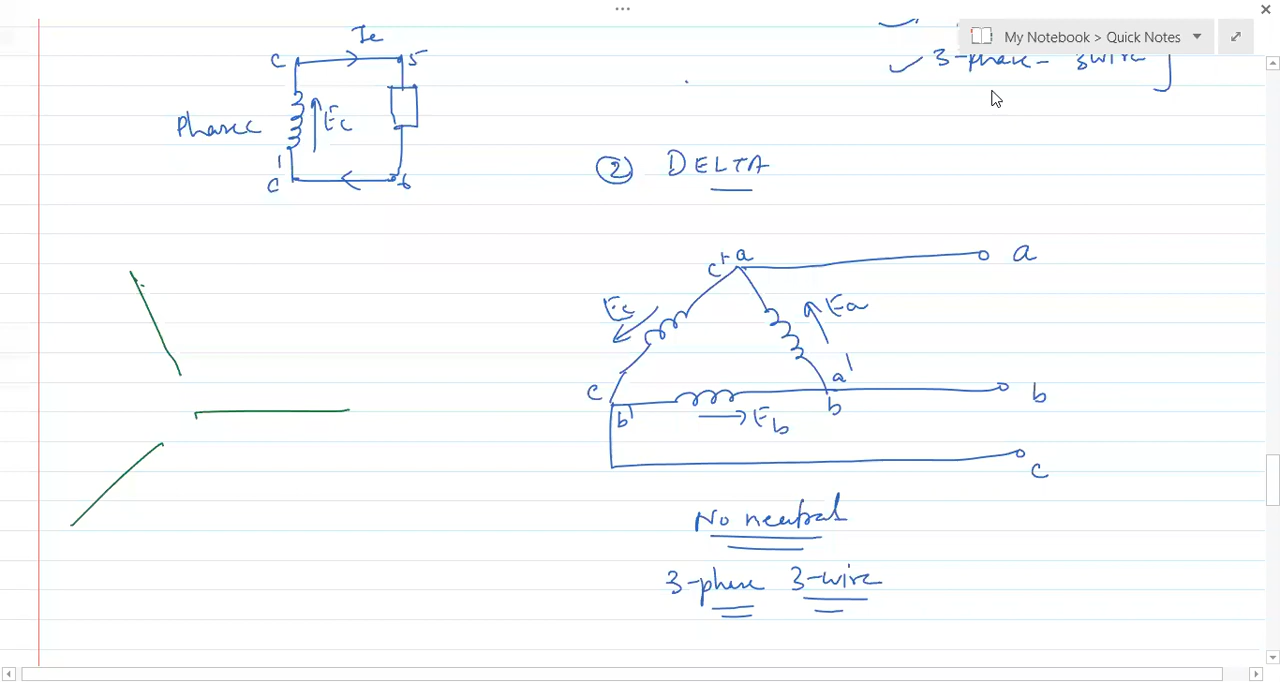 My Notebook > Quick Notes
3-phase - 3wire
Ic
c 5
Phase c Ec
c' 6
② DELTA
c' a a
Ec Ea
a'
c b b
b' Eb
c
No neutral
3-phase 3-wire